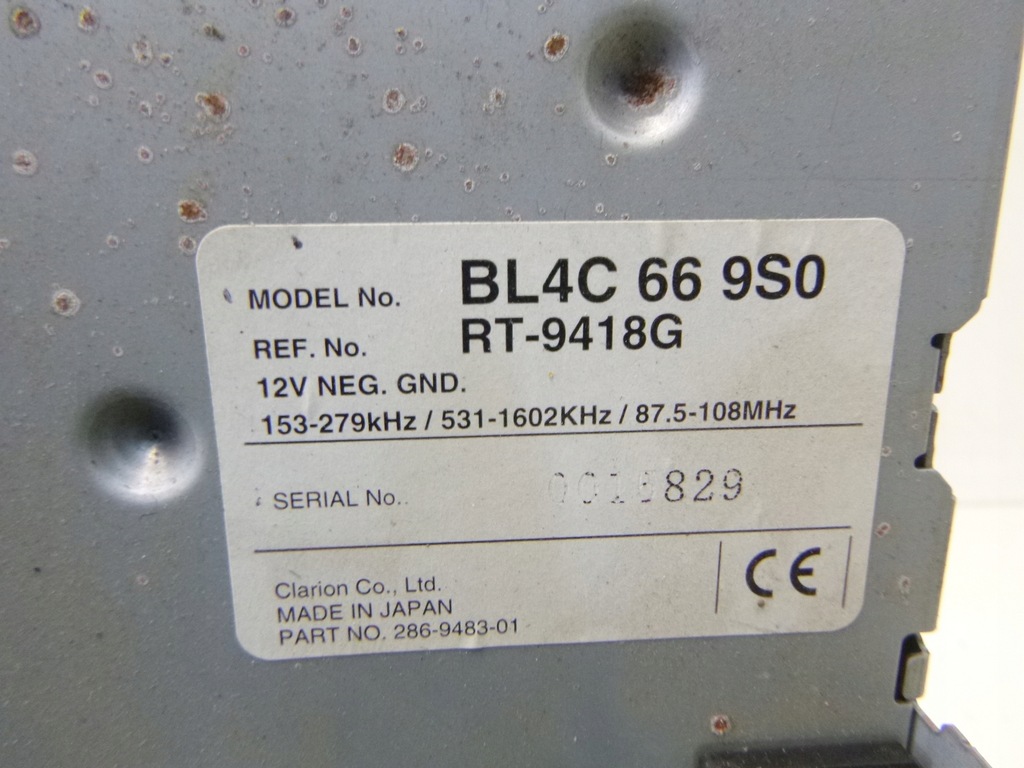 MODEL No. BL4C 66 9S0
REF. No. RT-9418G
12V NEG. GND.
153-279kHz / 531-1602KHz / 87.5-108MHz
SERIAL No. 0015829
Clarion Co., Ltd.
MADE IN JAPAN
PART NO. 286-9483-01
CE